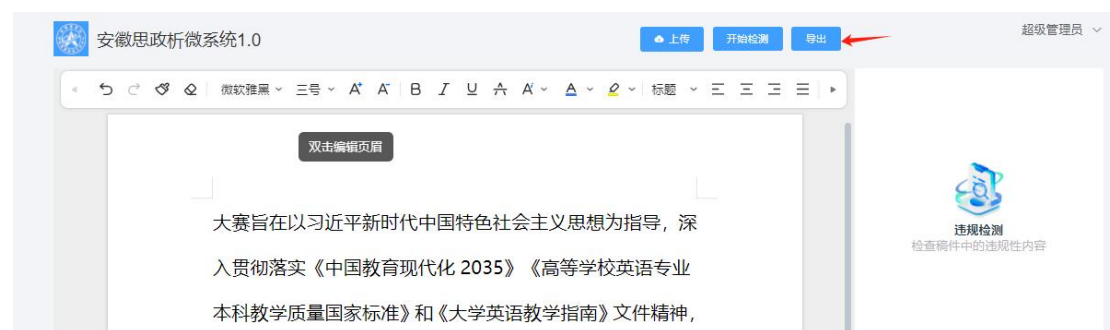 安徽思政析微系统1.0
上传 开始检测 导出
超级管理员
微软雅黑 三号 A+ A- B I U A A A 标题
双击编辑页眉
大赛旨在以习近平新时代中国特色社会主义思想为指导，深
入贯彻落实《中国教育现代化 2035》《高等学校英语专业
本科教学质量国家标准》和《大学英语教学指南》文件精神，
违规检测
检查稿件中的违规性内容